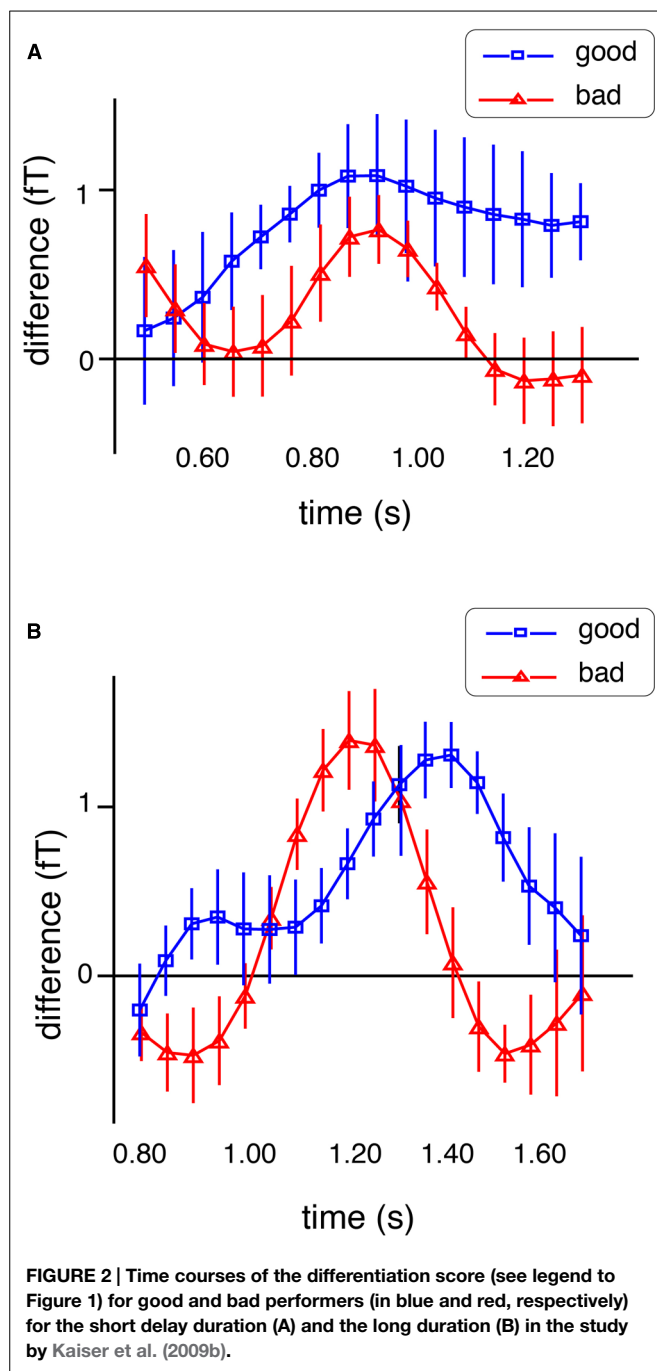 A
good
bad
difference (fT)
1
0
0.60 0.80 1.00 1.20
time (s)
B
good
bad
difference (fT)
1
0
0.80 1.00 1.20 1.40 1.60
time (s)
FIGURE 2 | Time courses of the differentiation score (see legend to
Figure 1) for good and bad performers (in blue and red, respectively)
for the short delay duration (A) and the long duration (B) in the study
by Kaiser et al. (2009b).